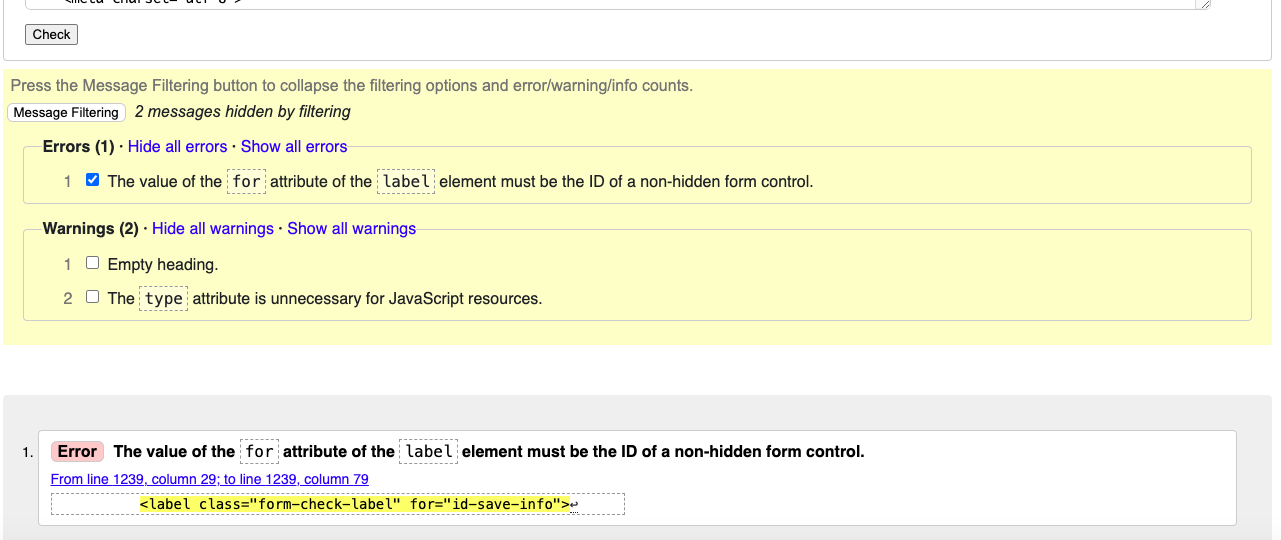 <meta charset="utf-8">
Check
Press the Message Filtering button to collapse the filtering options and error/warning/info counts.
Message Filtering 2 messages hidden by filtering
Errors (1) · Hide all errors · Show all errors
1 The value of the for attribute of the label element must be the ID of a non-hidden form control.
Warnings (2) · Hide all warnings · Show all warnings
1 Empty heading.
2 The type attribute is unnecessary for JavaScript resources.
1. Error The value of the for attribute of the label element must be the ID of a non-hidden form control.
From line 1239, column 29; to line 1239, column 79
<label class="form-check-label" for="id-save-info">↩